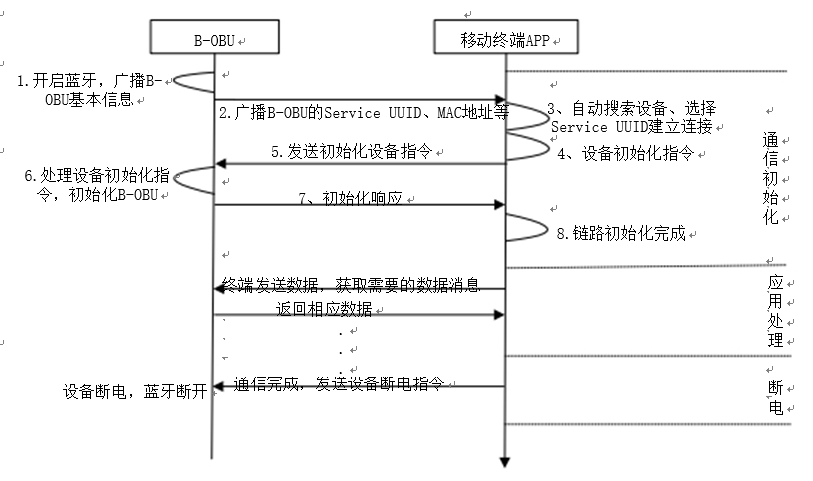 B-OBU
移动终端APP
1.开启蓝牙，广播B-
OBU基本信息
2.广播B-OBU的Service UUID、MAC地址等
3、自动搜索设备、选择
Service UUID建立连接
4、设备初始化指令
5.发送初始化设备指令
6.处理设备初始化指
令，初始化B-OBU
7、初始化响应
8.链路初始化完成
通信初始化
终端发送数据，获取需要的数据消息
返回相应数据
.
.
.
应用处理
通信完成，发送设备断电指令
设备断电，蓝牙断开
断电